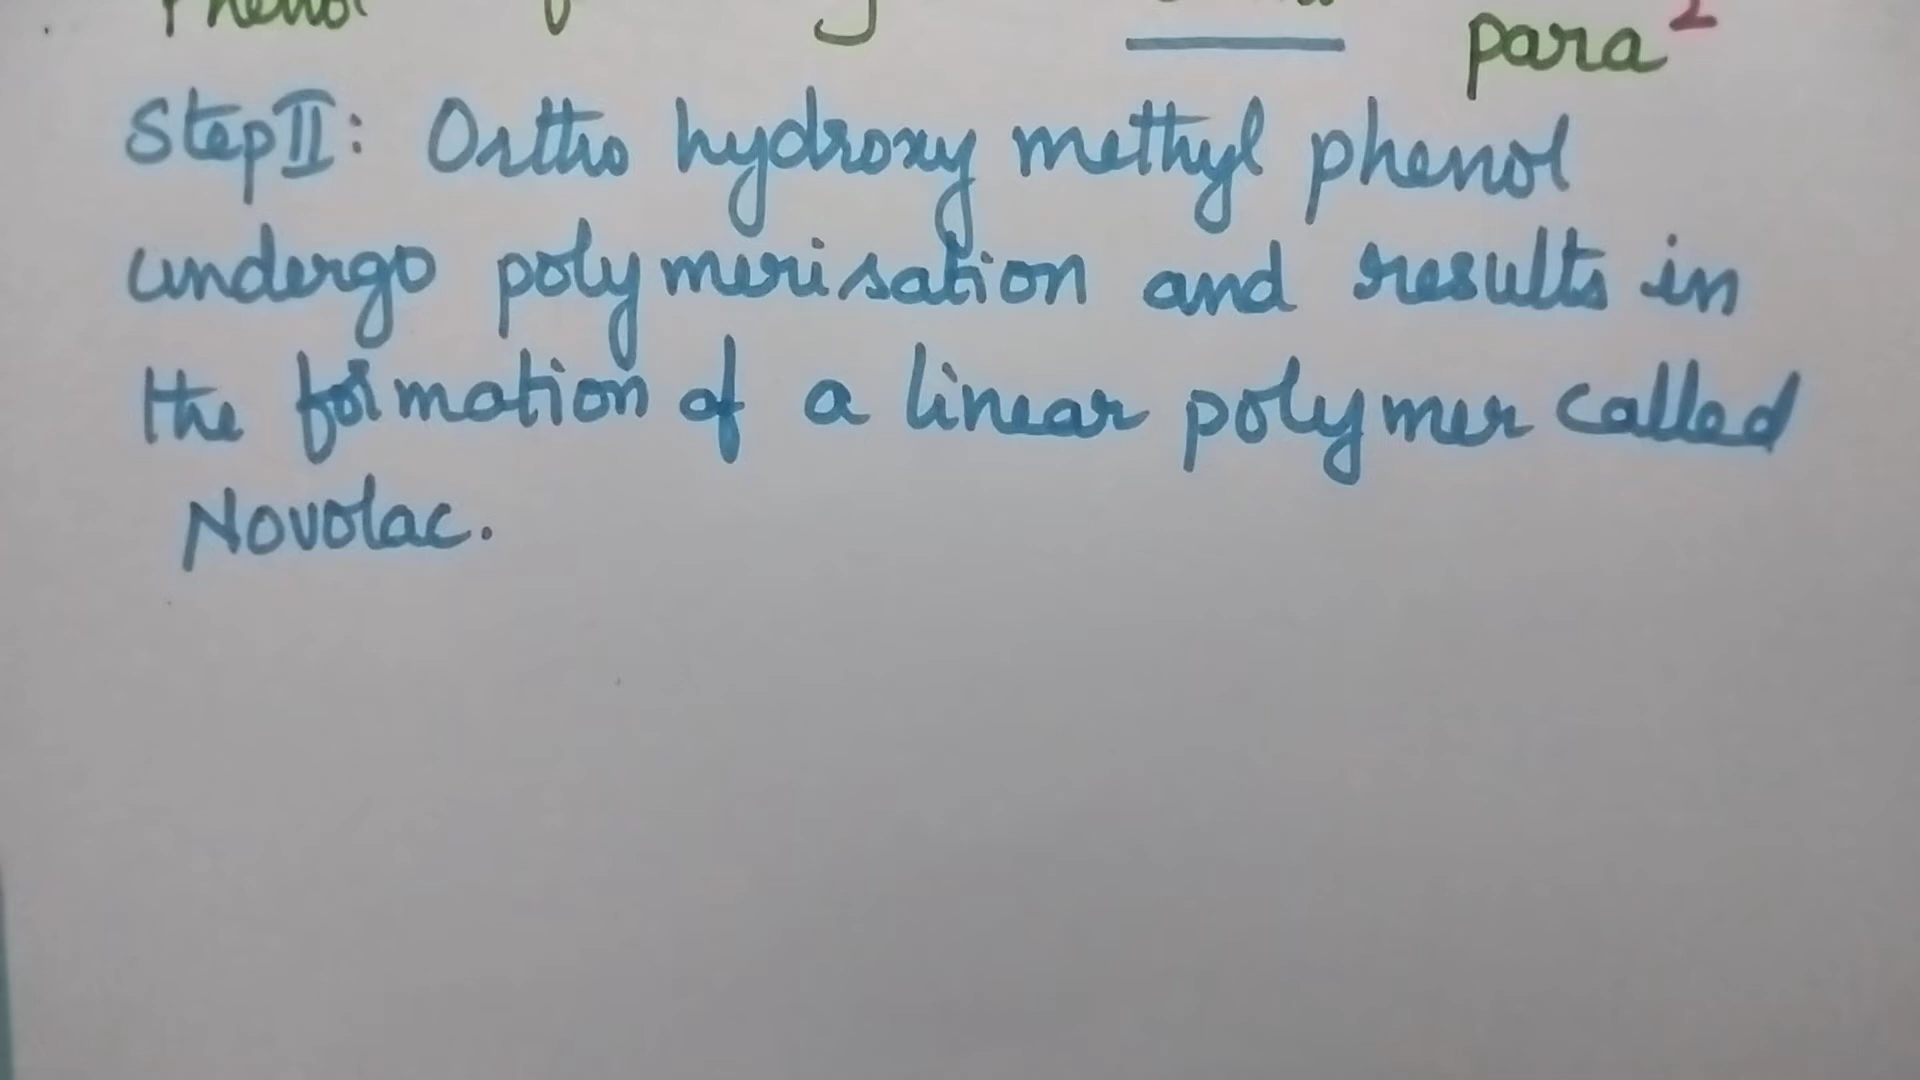 para 2
Step II: Ortho hydroxy methyl phenol
undergo polymerisation and results in
the formation of a linear polymer called
Novolac.